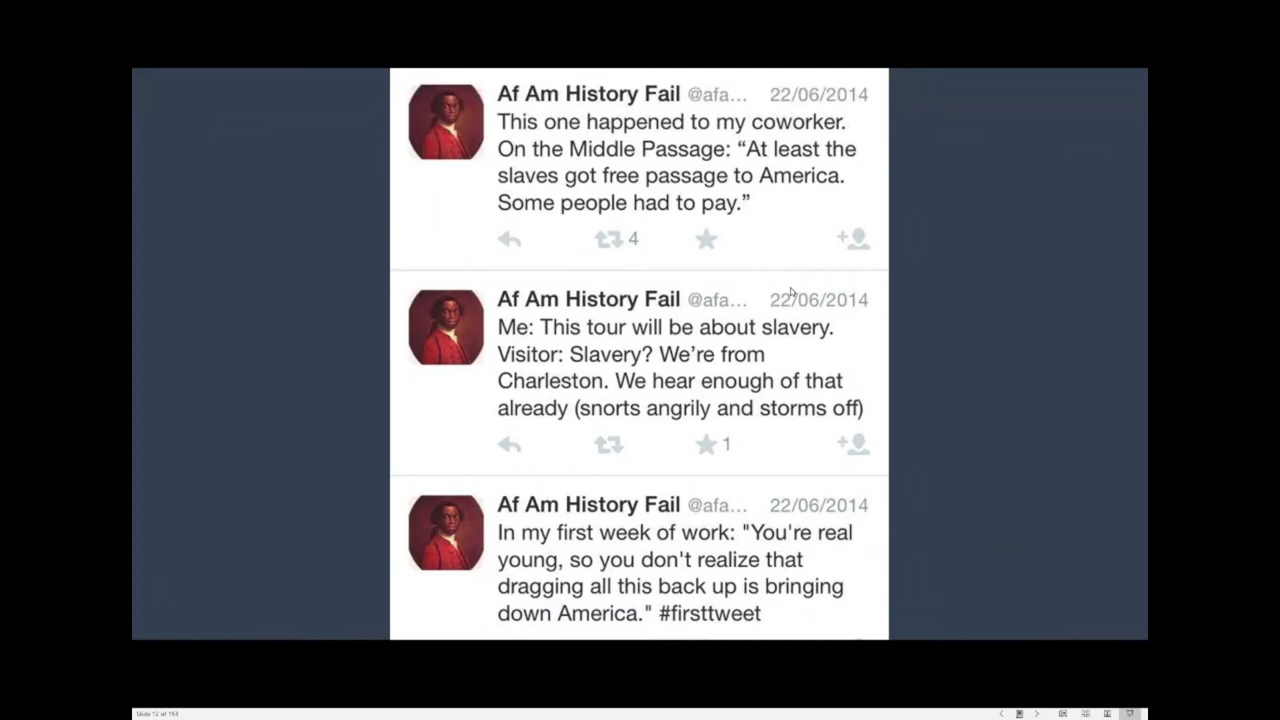 Af Am History Fail @afa... 22/06/2014
This one happened to my coworker.
On the Middle Passage: “At least the
slaves got free passage to America.
Some people had to pay.”
4
Af Am History Fail @afa... 22/06/2014
Me: This tour will be about slavery.
Visitor: Slavery? We’re from
Charleston. We hear enough of that
already (snorts angrily and storms off)
1
Af Am History Fail @afa... 22/06/2014
In my first week of work: "You're real
young, so you don't realize that
dragging all this back up is bringing
down America." #firsttweet
Slide 12 of 153